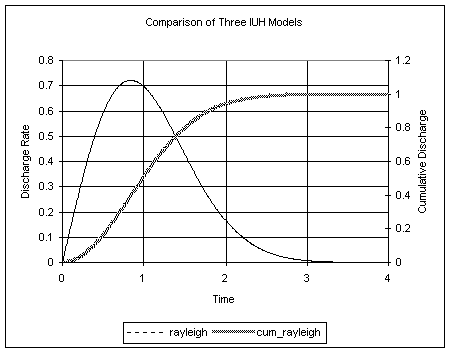 Comparison of Three IUH Models
0.8
0.7
0.6
0.5
0.4
0.3
0.2
0.1
0
Discharge Rate
1.2
1
0.8
0.6
0.4
0.2
0
Cumulative Discharge
0 1 2 3 4
Time
rayleigh cum_rayleigh